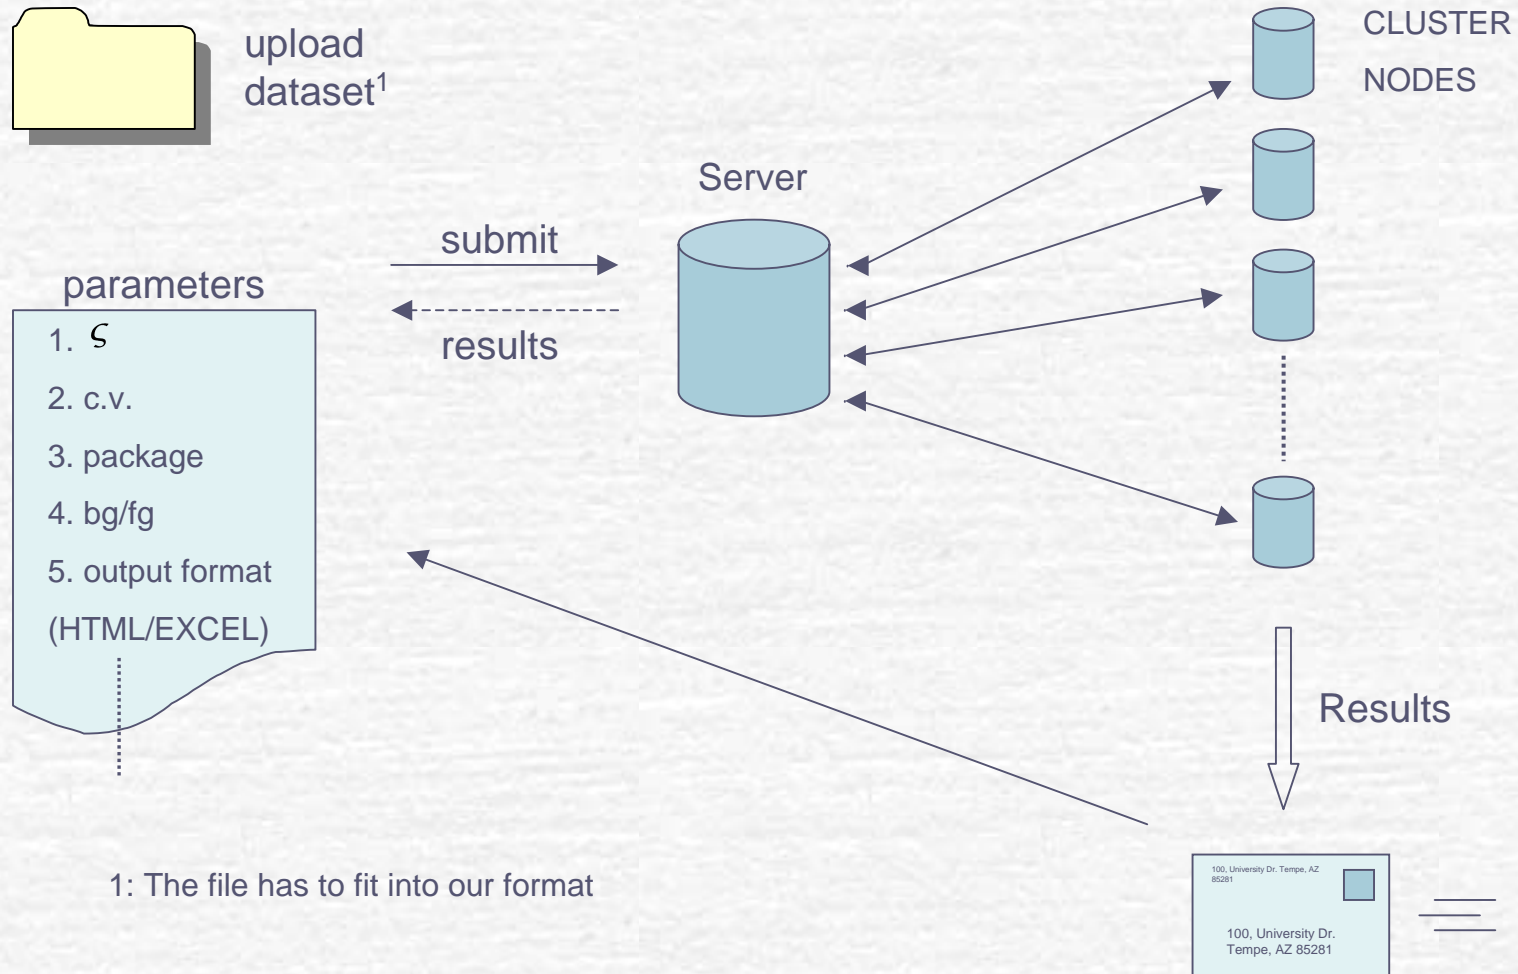 upload
dataset¹
CLUSTER
NODES
Server
submit
results
parameters
1. ς
2. c.v.
3. package
4. bg/fg
5. output format
(HTML/EXCEL)
Results
1: The file has to fit into our format
100, University Dr. Tempe, AZ
85281
100, University Dr.
Tempe, AZ 85281